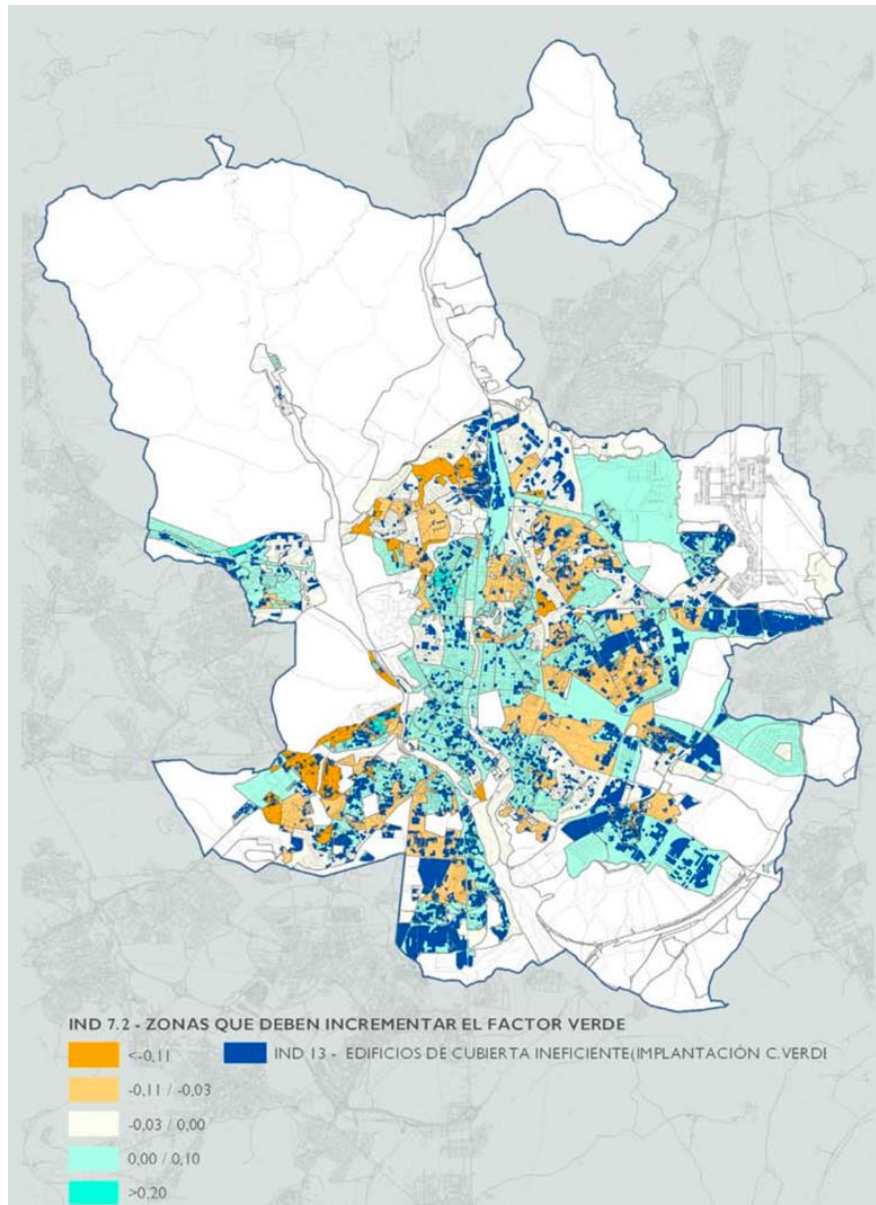 IND 7.2 - ZONAS QUE DEBEN INCREMENTAR EL FACTOR VERDE
<-0,11
IND 13 - EDIFICIOS DE CUBIERTA INEFICIENTE(IMPLANTACIÓN C.VERDE
-0,11 / -0,03
-0,03 / 0,00
0,00 / 0,10
>0,20